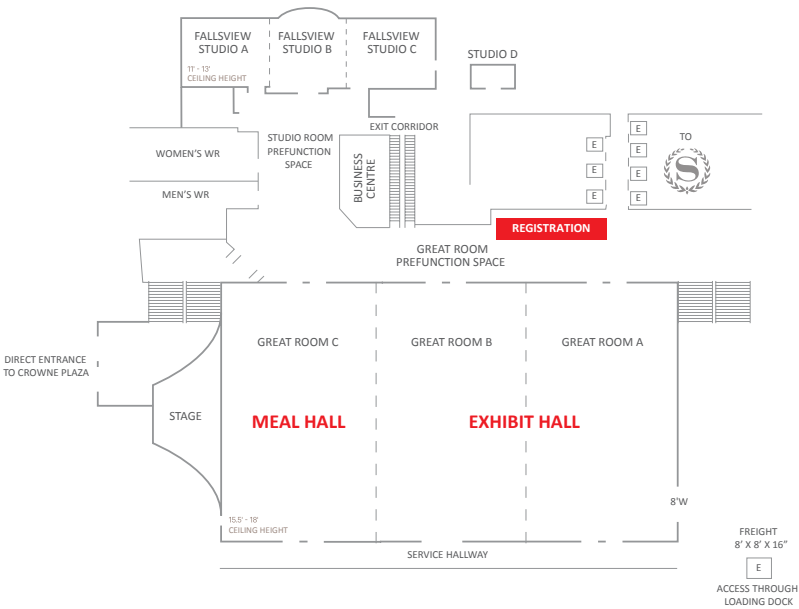 FALLSVIEW
STUDIO A
FALLSVIEW
STUDIO B
FALLSVIEW
STUDIO C
11' - 13'
CEILING HEIGHT
STUDIO D
EXIT CORRIDOR
STUDIO ROOM
PREFUNCTION
SPACE
WOMEN'S WR
MEN'S WR
BUSINESS
CENTRE
E
E
E
E
E
E
E
TO
S
REGISTRATION
GREAT ROOM
PREFUNCTION SPACE
DIRECT ENTRANCE
TO CROWNE PLAZA
STAGE
GREAT ROOM C
GREAT ROOM B
GREAT ROOM A
MEAL HALL
EXHIBIT HALL
15.5' - 18'
CEILING HEIGHT
8'W
SERVICE HALLWAY
FREIGHT
8' X 8' X 16"
E
ACCESS THROUGH
LOADING DOCK